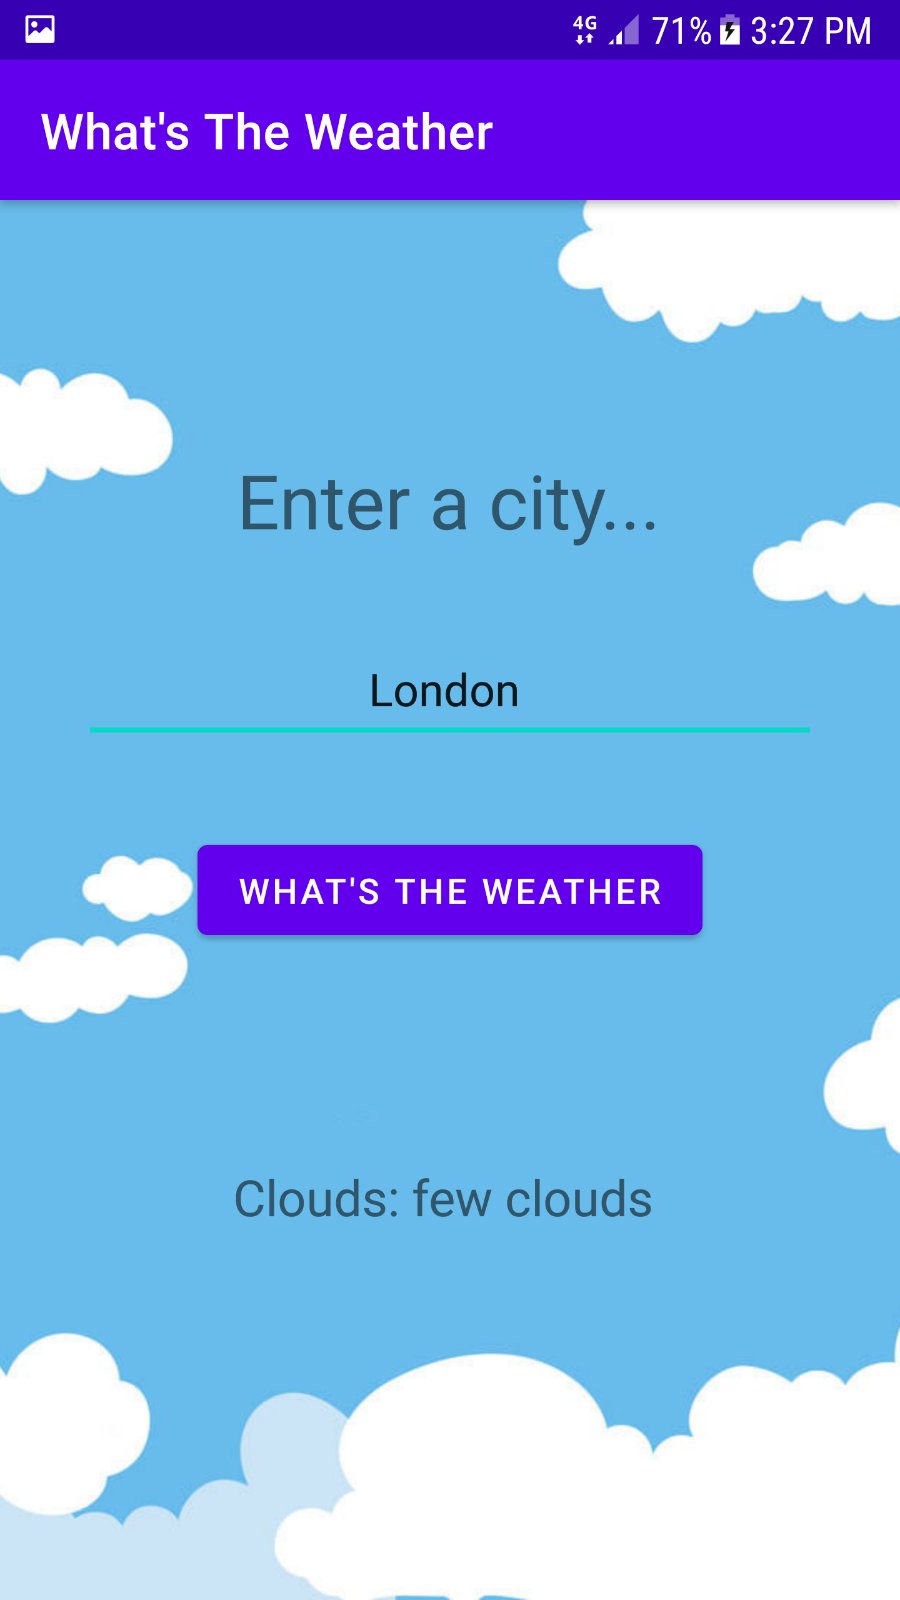 4G 71% 3:27 PM
What's The Weather
Enter a city...
London
WHAT'S THE WEATHER
Clouds: few clouds